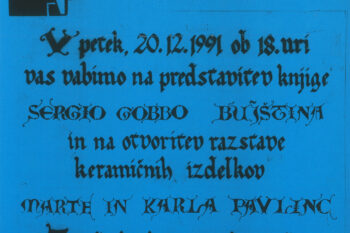 V petek, 20.12.1991 ob 18.uri
vas vabimo na predstavitev knjige
SERGIO GOBBO BUJŠTINA
in na otvoritev razstave
keramičnih izdelkov
MARTE IN KARLA PAVLINC